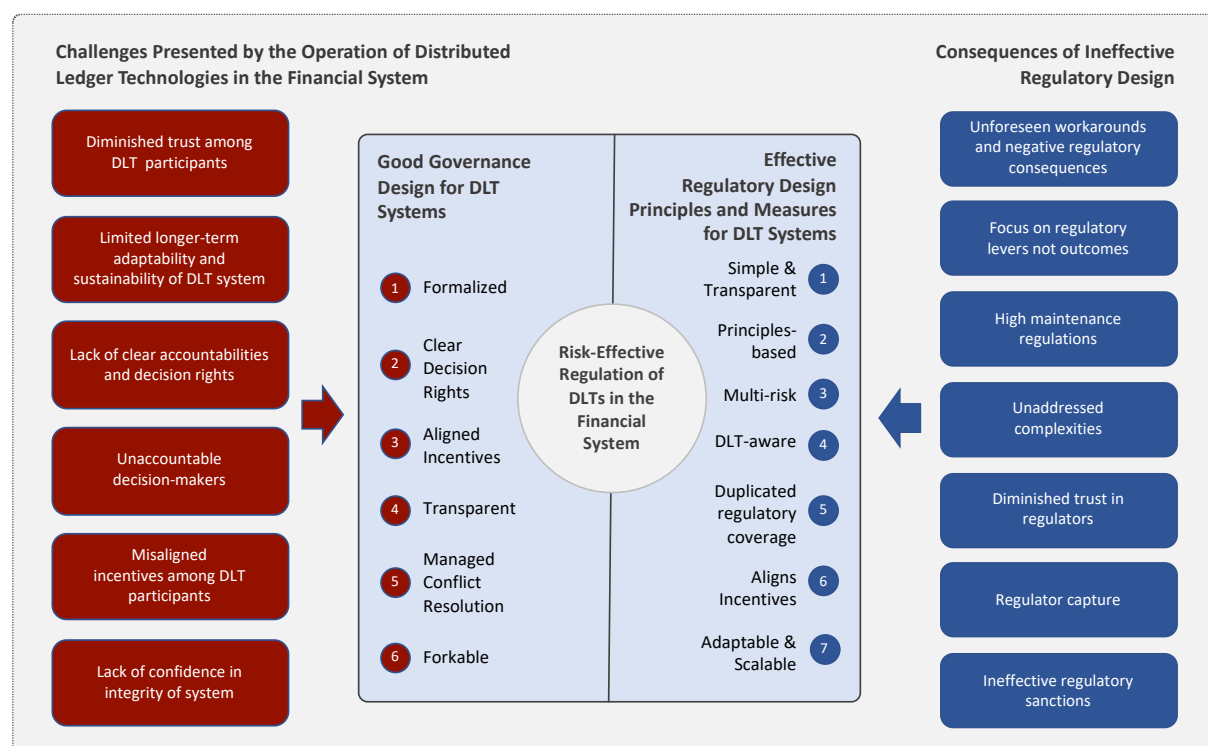 Challenges Presented by the Operation of Distributed
Ledger Technologies in the Financial System
Diminished trust among
DLT participants
Limited longer-term
adaptability and
sustainability of DLT system
Lack of clear accountabilities
and decision rights
Unaccountable
decision-makers
Misaligned
incentives among DLT
participants
Lack of confidence in
integrity of system
Good Governance
Design for DLT
Systems
1 Formalized
2 Clear
Decision
Rights
3 Aligned
Incentives
4 Transparent
5 Managed
Conflict
Resolution
6 Forkable
Risk-Effective
Regulation of
DLTs in the
Financial
System
Effective
Regulatory Design
Principles and Measures
for DLT Systems
Simple &
Transparent 1
Principles-
based 2
Multi-risk 3
DLT-aware 4
Duplicated
regulatory
coverage 5
Aligns
Incentives 6
Adaptable &
Scalable 7
Consequences of Ineffective
Regulatory Design
Unforeseen workarounds
and negative regulatory
consequences
Focus on regulatory
levers not outcomes
High maintenance
regulations
Unaddressed
complexities
Diminished trust in
regulators
Regulator capture
Ineffective regulatory
sanctions